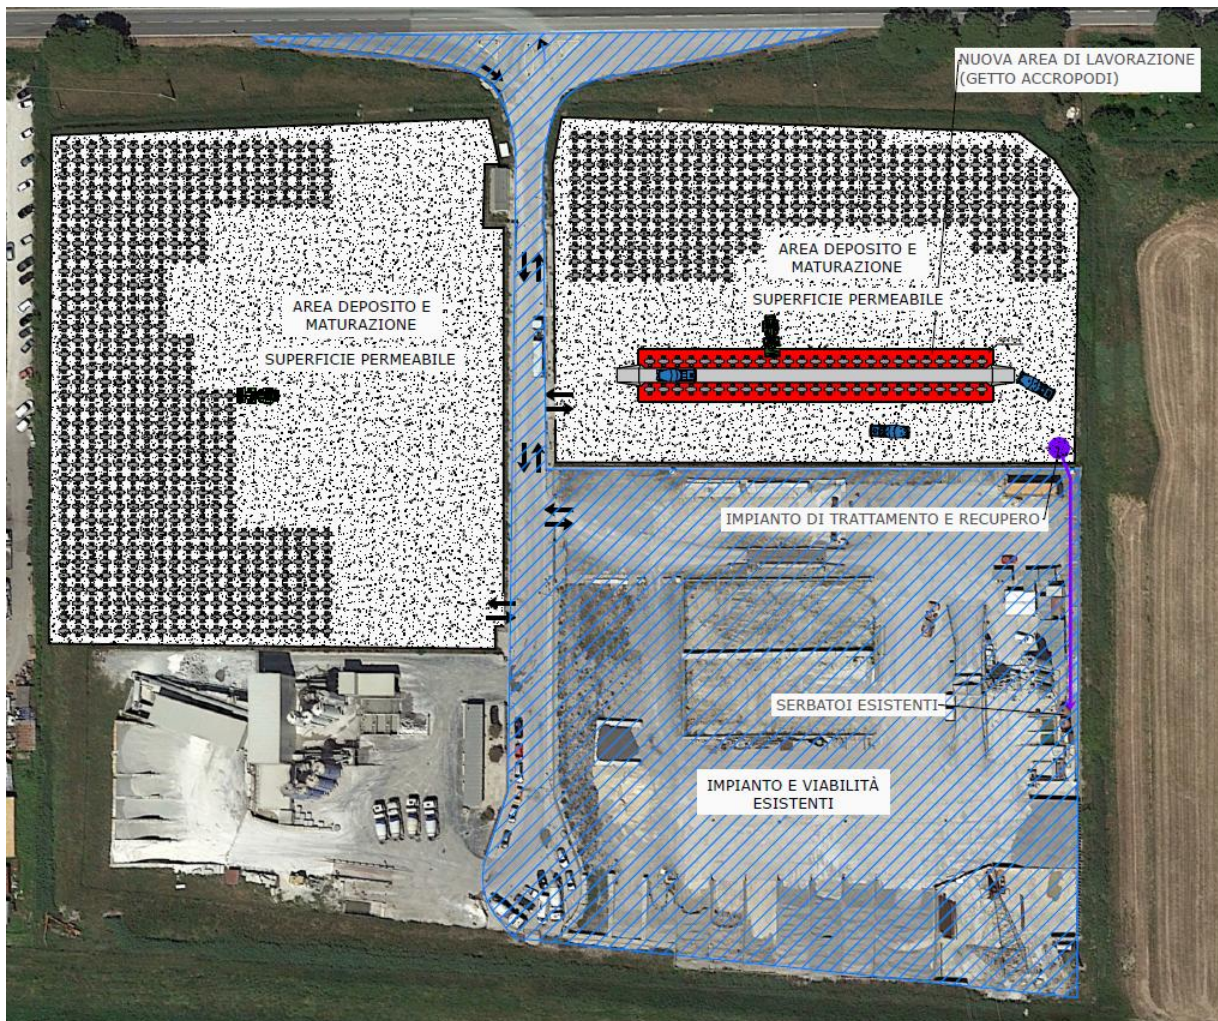 NUOVA AREA DI LAVORAZIONE
(GETTO ACCROPODI)
AREA DEPOSITO E
MATURAZIONE
SUPERFICIE PERMEABILE
AREA DEPOSITO E
MATURAZIONE
SUPERFICIE PERMEABILE
IMPIANTO DI TRATTAMENTO E RECUPERO
SERBATOI ESISTENTI
IMPIANTO E VIABILITÀ
ESISTENTI